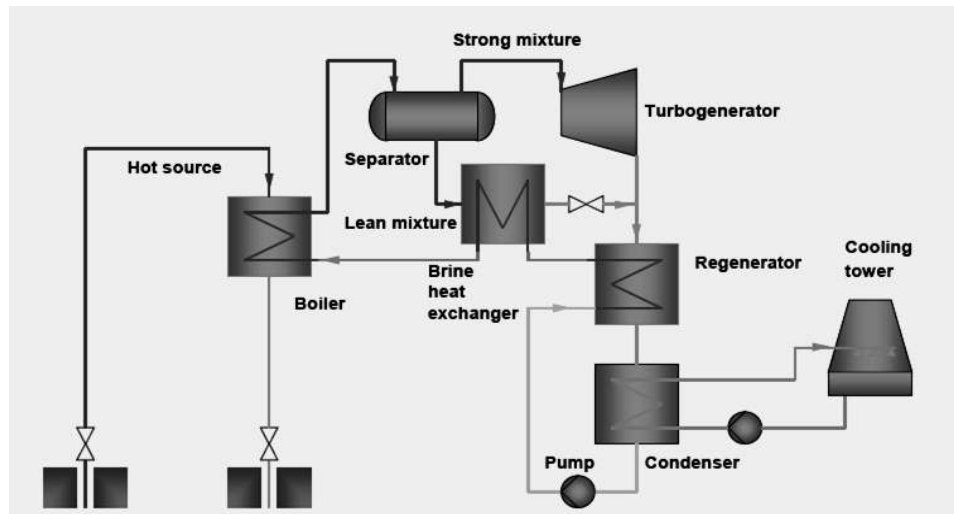 Strong mixture
Turbogenerator
Hot source
Separator
Lean mixture
Cooling
tower
Regenerator
Brine
heat
exchanger
Boiler
Pump
Condenser